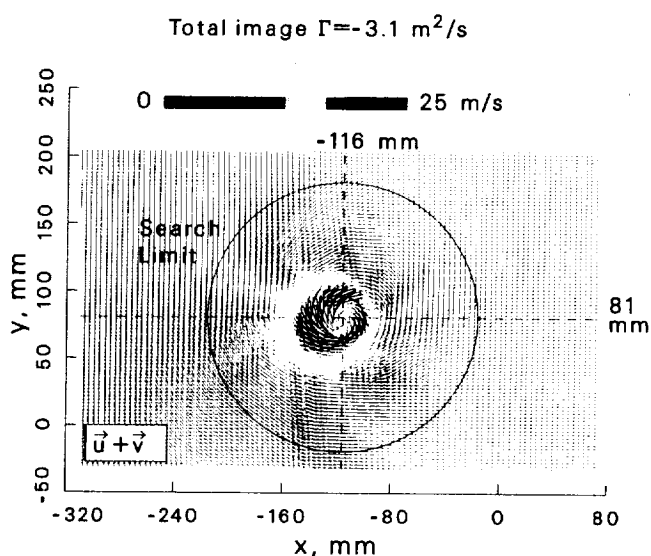 Total image Γ=-3.1 m²/s
0 25 m/s
-116 mm
Search
Limit
81
mm
u⃗+v⃗
y, mm
250
200
150
100
50
0
-50
-320 -240 -160 -80 0 80
x, mm